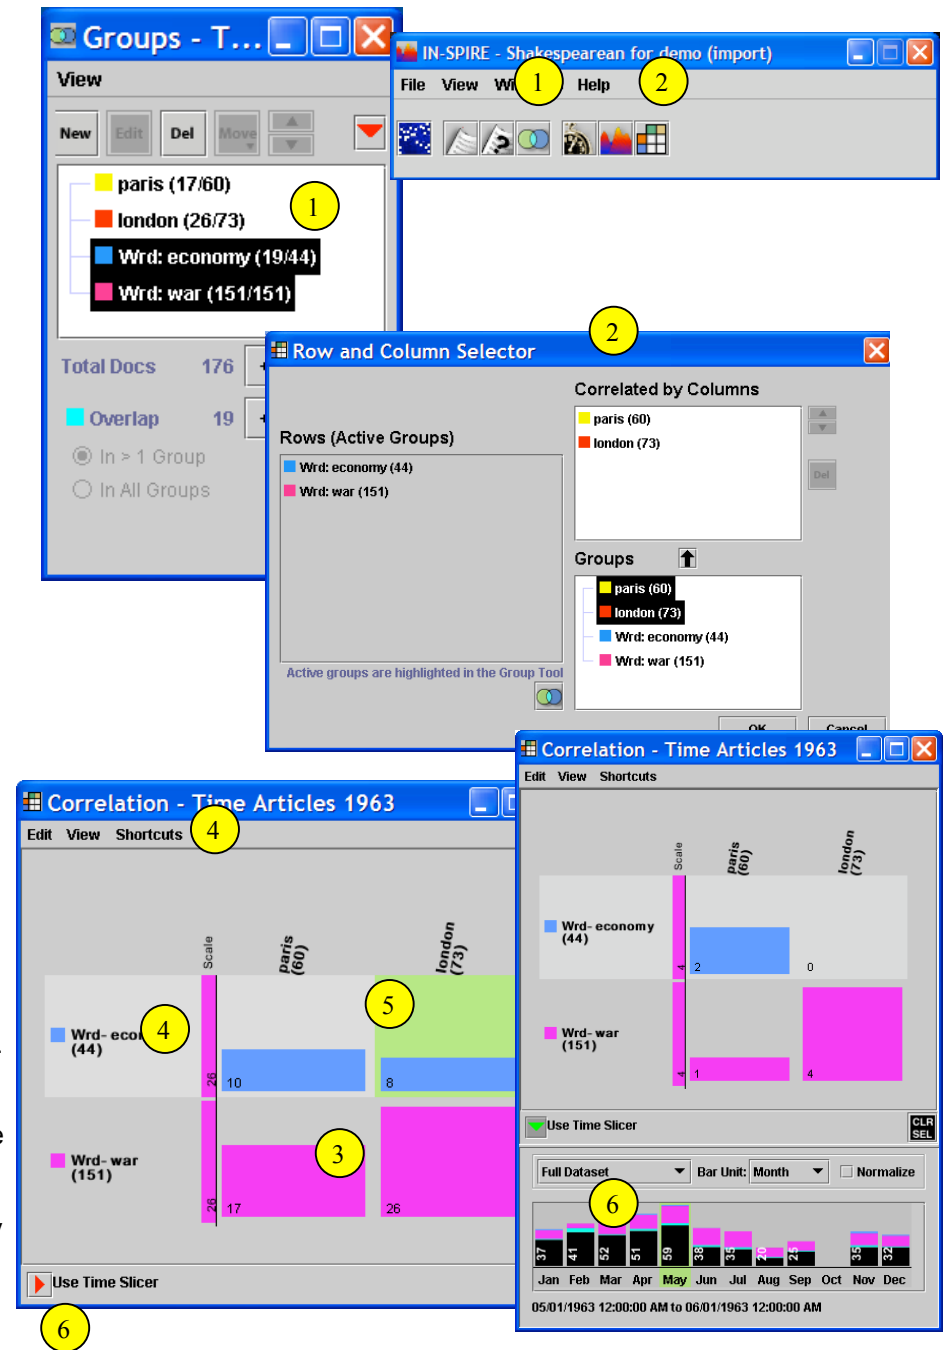 Groups - T...
View
New Edit Del Move
paris (17/60)
london (26/73)
Wrd: economy (19/44)
Wrd: war (151/151)
1
Total Docs 176
Overlap 19
In > 1 Group
In All Groups
IN-SPIRE - Shakespearean for demo (import)
File View Wi Help
1
2
2
Row and Column Selector
Rows (Active Groups)
Wrd: economy (44)
Wrd: war (151)
Active groups are highlighted in the Group Tool
Correlated by Columns
paris (60)
london (73)
Del
Groups
paris (60)
london (73)
Wrd: economy (44)
Wrd: war (151)
OK Cancel
Correlation - Time Articles 1963
Edit View Shortcuts
4
Scale
paris
(60)
london
(73)
5
4
Wrd- econ
(44)
26
10
8
3
Wrd- war
(151)
26
17
26
Use Time Slicer
6
Correlation - Time Articles 1963
Edit View Shortcuts
Scale
paris
(60)
london
(73)
Wrd- economy
(44)
4
2
0
Wrd- war
(151)
4
1
4
Use Time Slicer
CLR
SEL
Full Dataset Bar Unit: Month Normalize
6
37 41 52 51 59 38 35 20 25 35 32
Jan Feb Mar Apr May Jun Jul Aug Sep Oct Nov Dec
05/01/1963 12:00:00 AM to 06/01/1963 12:00:00 AM